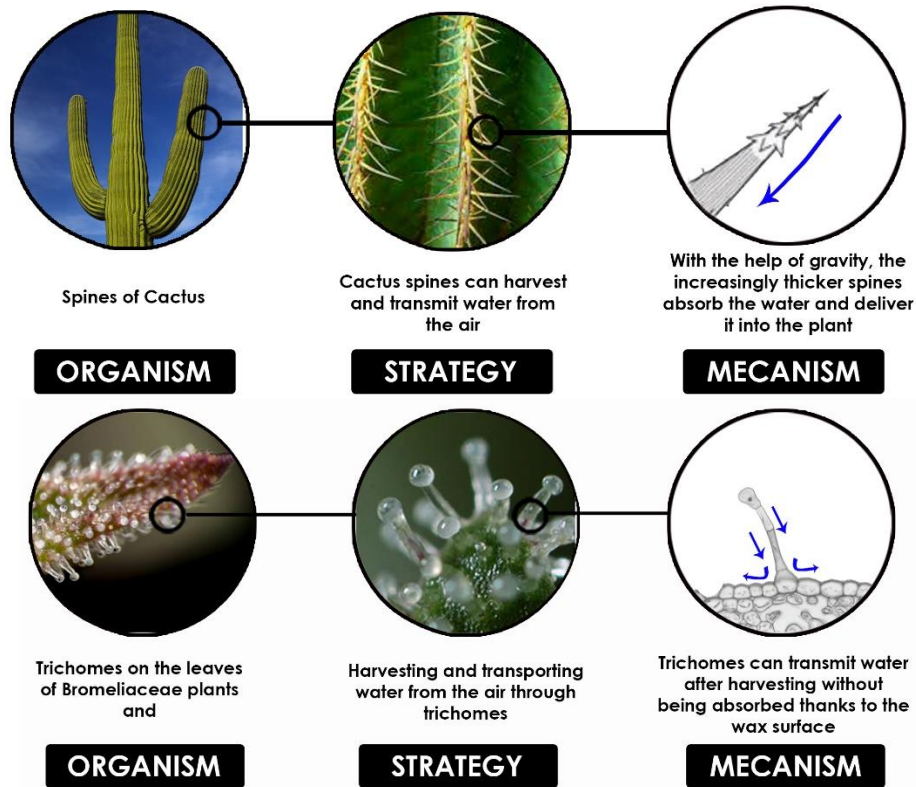 Spines of Cactus
Cactus spines can harvest
and transmit water from
the air
With the help of gravity, the
increasingly thicker spines
absorb the water and deliver
it into the plant
ORGANISM
STRATEGY
MECANISM
Trichomes on the leaves
of Bromeliaceae plants
and
Harvesting and transporting
water from the air through
trichomes
Trichomes can transmit water
after harvesting without
being absorbed thanks to the
wax surface
ORGANISM
STRATEGY
MECANISM